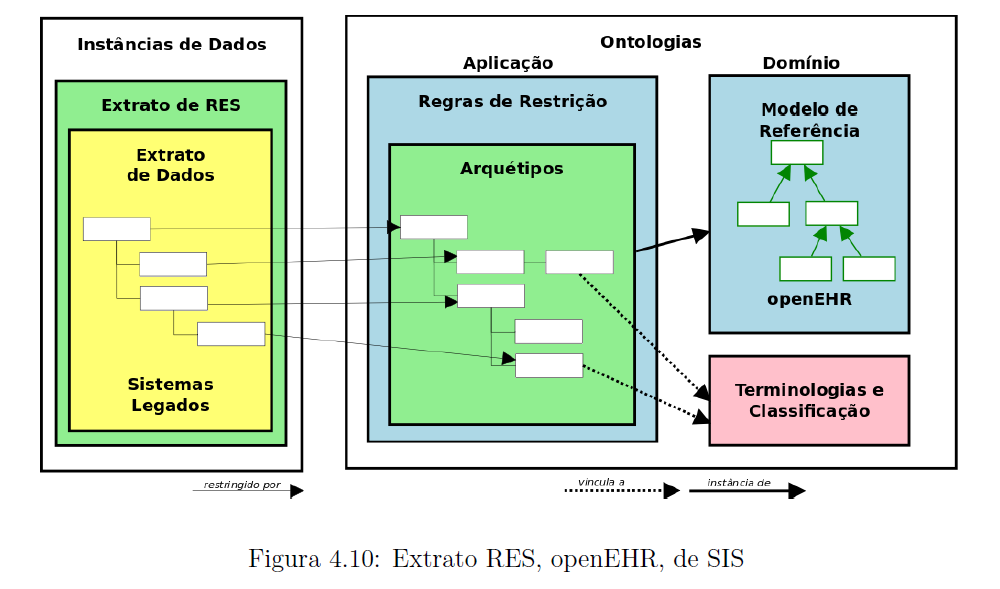 Instâncias de Dados
Extrato de RES
Extrato
de Dados
Sistemas
Legados
Ontologias
Aplicação
Regras de Restrição
Arquétipos
Domínio
Modelo de
Referência
openEHR
Terminologias e
Classificação
restringido por
vincula a
instância de
Figura 4.10: Extrato RES, openEHR, de SIS